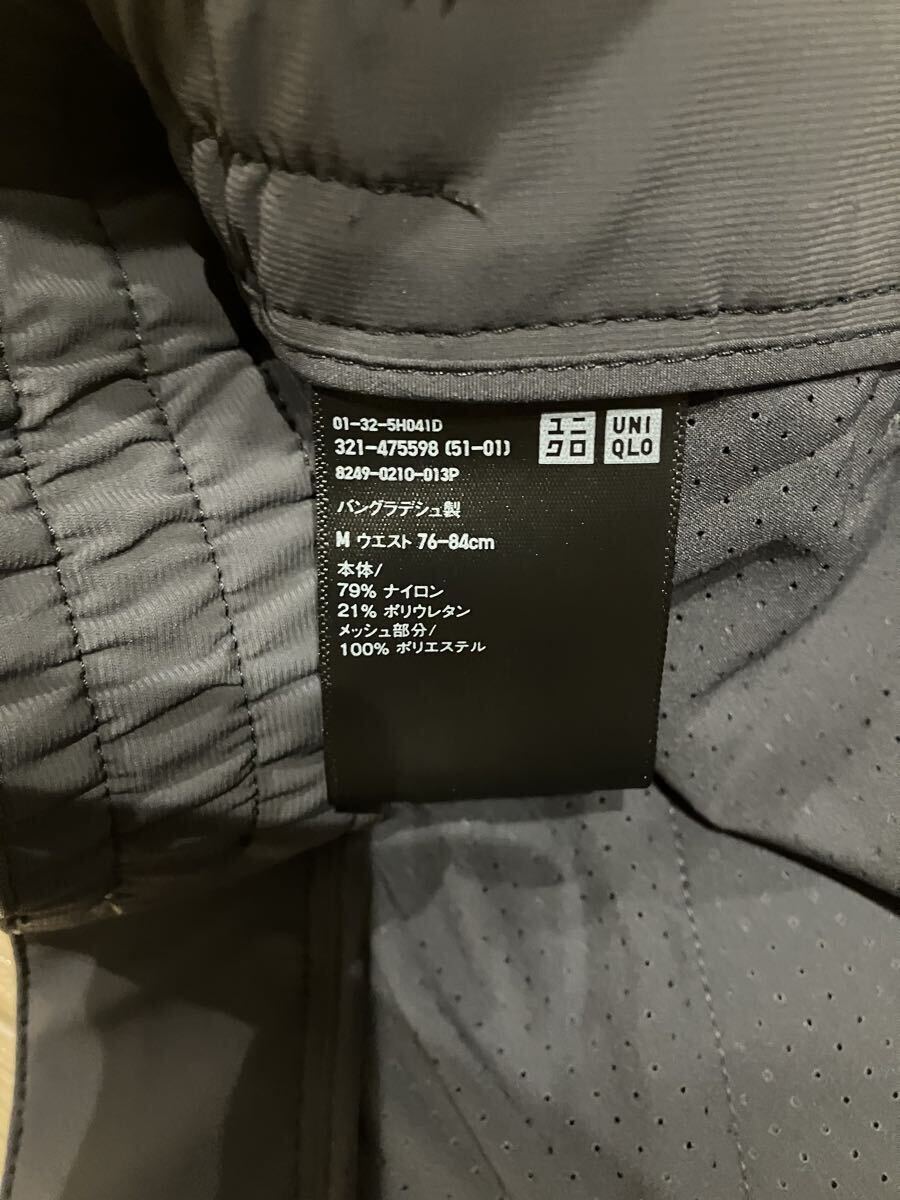 01-32-5H041D
321-475598 (51-01)
8249-0210-013P
ユニ
クロ
UNI
QLO
バングラデシュ製
M ウエスト 76-84cm
本体/
79% ナイロン
21% ポリウレタン
メッシュ部分/
100% ポリエステル